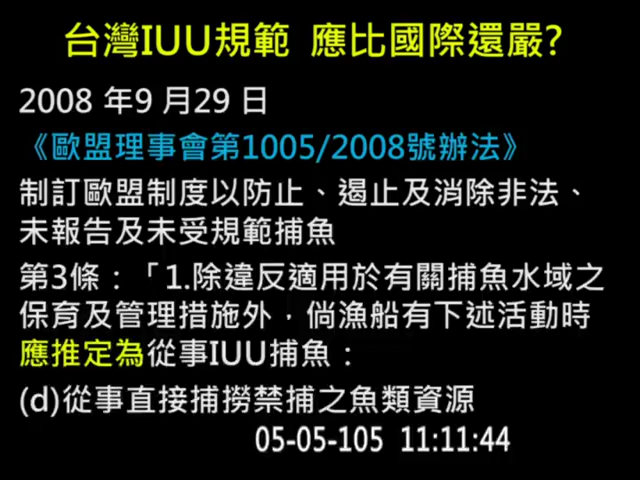 台灣IUU規範 應比國際還嚴?
2008 年9 月29 日
《歐盟理事會第1005/2008號辦法》
制訂歐盟制度以防止、遏止及消除非法、
未報告及未受規範捕魚
第3條：「1.除違反適用於有關捕魚水域之
保育及管理措施外，倘漁船有下述活動時
應推定為從事IUU捕魚：
(d)從事直接捕撈禁捕之魚類資源
05-05-105 11:11:44